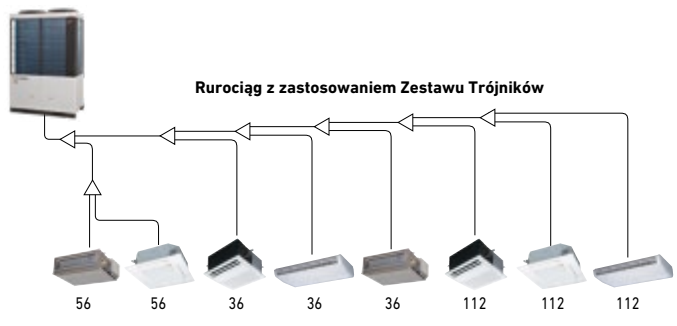 Rurociąg z zastosowaniem Zestawu Trójników
56 56 36 36 36 112 112 112